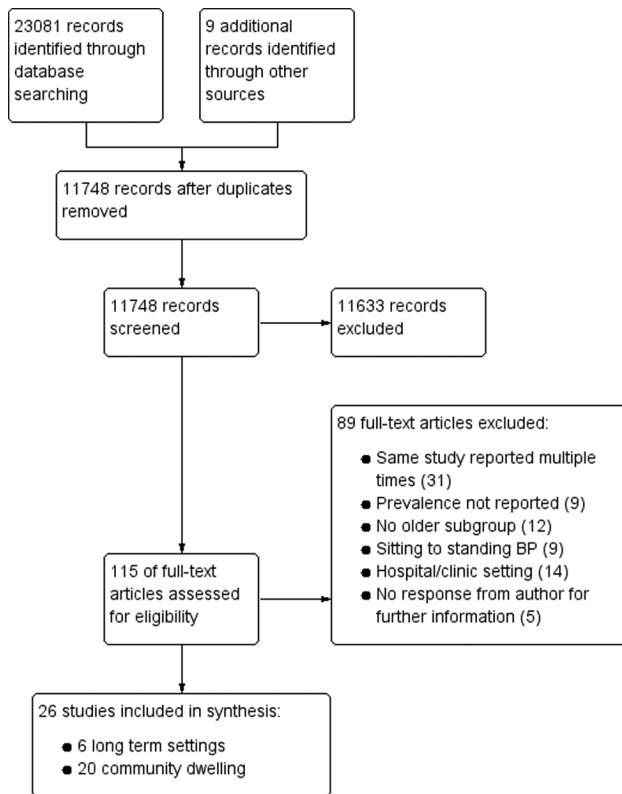 23081 records
identified through
database
searching
9 additional
records identified
through other
sources
11748 records after duplicates
removed
11748 records
screened
11633 records
excluded
89 full-text articles excluded:
● Same study reported multiple
times (31)
● Prevalence not reported (9)
● No older subgroup (12)
● Sitting to standing BP (9)
● Hospital/clinic setting (14)
● No response from author for
further information (5)
115 of full-text
articles assessed
for eligibility
26 studies included in synthesis:
● 6 long term settings
● 20 community dwelling